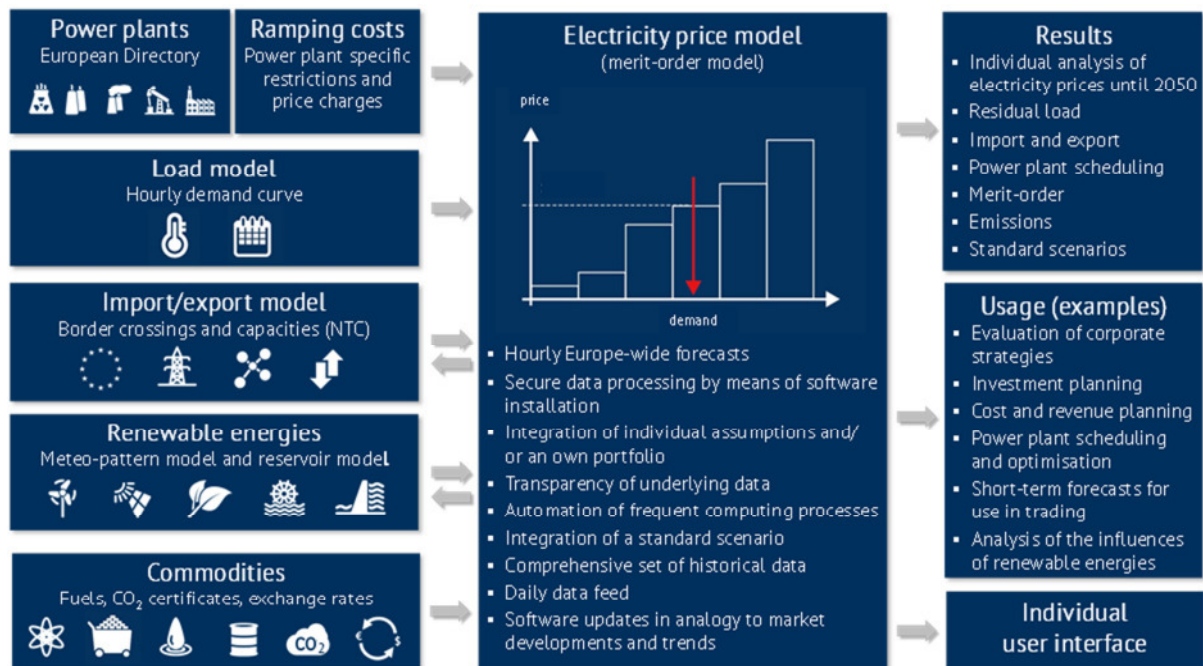 Power plants
European Directory
Ramping costs
Power plant specific
restrictions and
price charges
Load model
Hourly demand curve
Import/export model
Border crossings and capacities (NTC)
Renewable energies
Meteo-pattern model and reservoir model
Commodities
Fuels, CO₂ certificates, exchange rates
CO₂
€
$
Electricity price model
(merit-order model)
price
demand
▪ Hourly Europe-wide forecasts
▪ Secure data processing by means of software
installation
▪ Integration of individual assumptions and/
or an own portfolio
▪ Transparency of underlying data
▪ Automation of frequent computing processes
▪ Integration of a standard scenario
▪ Comprehensive set of historical data
▪ Daily data feed
▪ Software updates in analogy to market
developments and trends
Results
▪ Individual analysis of
electricity prices until 2050
▪ Residual load
▪ Import and export
▪ Power plant scheduling
▪ Merit-order
▪ Emissions
▪ Standard scenarios
Usage (examples)
▪ Evaluation of corporate
strategies
▪ Investment planning
▪ Cost and revenue planning
▪ Power plant scheduling
and optimisation
▪ Short-term forecasts for
use in trading
▪ Analysis of the influences
of renewable energies
Individual
user interface